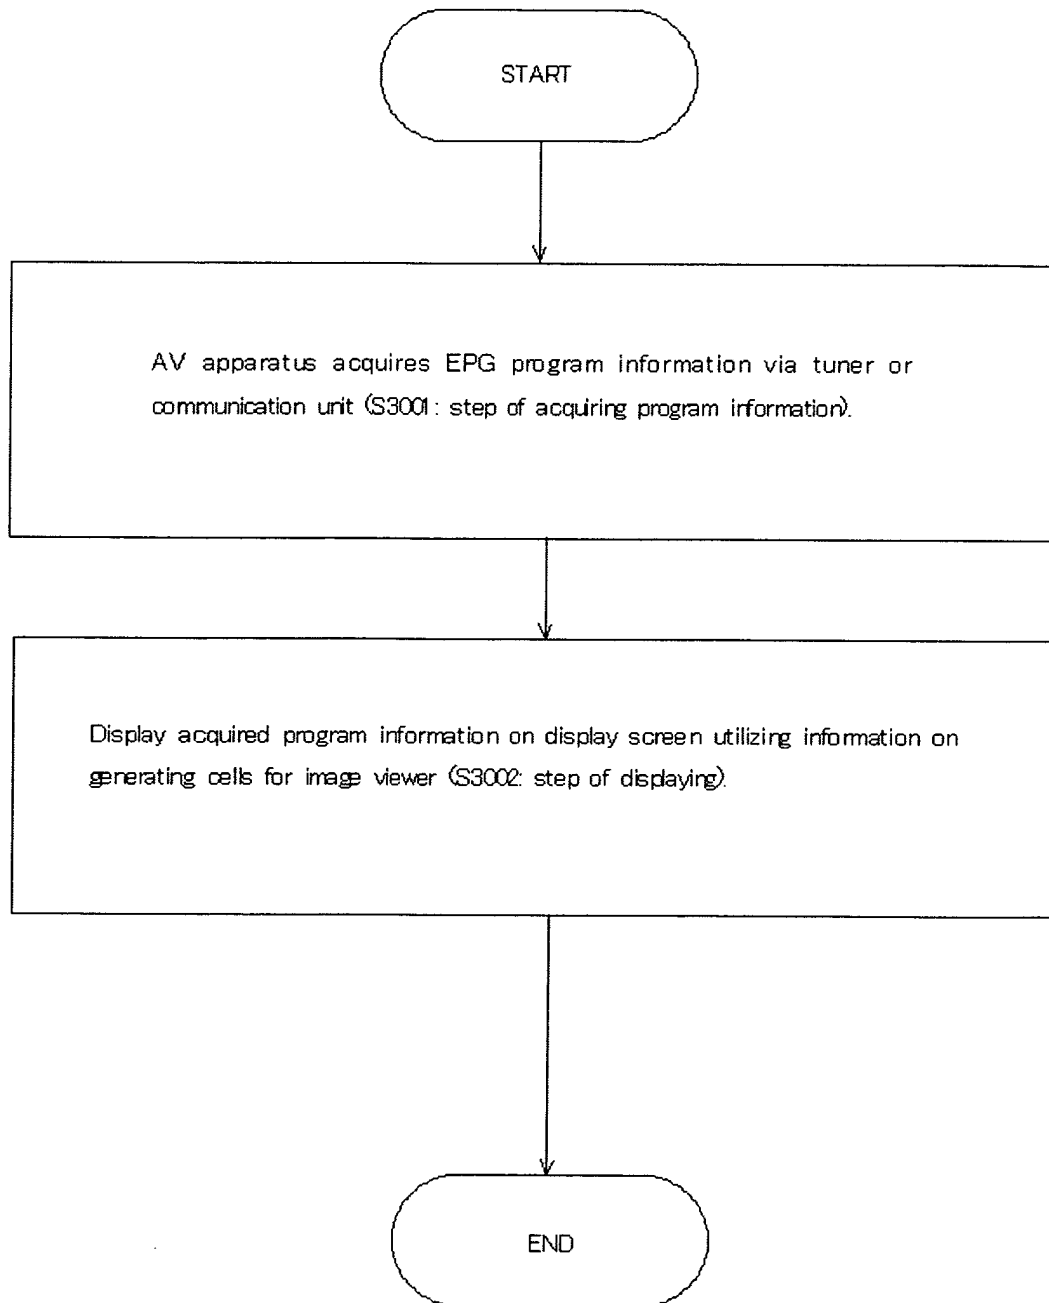 START
AV apparatus acquires EPG program information via tuner or
communication unit (S3001: step of acquiring program information).
Display acquired program information on display screen utilizing information on
generating cells for image viewer (S3002: step of displaying).
END